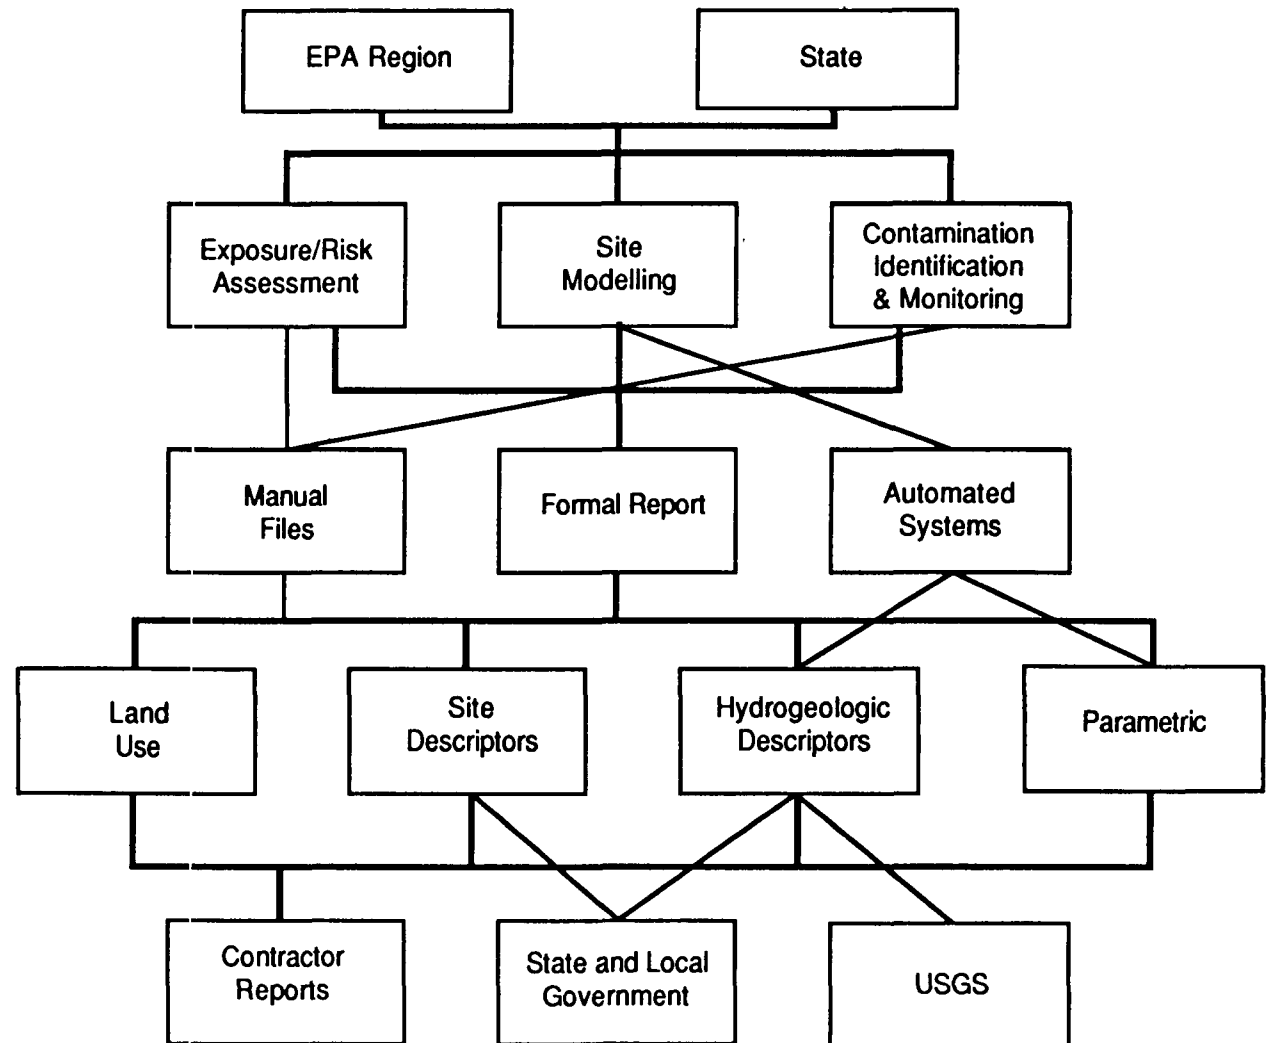 EPA Region
State
Exposure/Risk
Assessment
Site
Modelling
Contamination
Identification
& Monitoring
Manual
Files
Formal Report
Automated
Systems
Land
Use
Site
Descriptors
Hydrogeologic
Descriptors
Parametric
Contractor
Reports
State and Local
Government
USGS